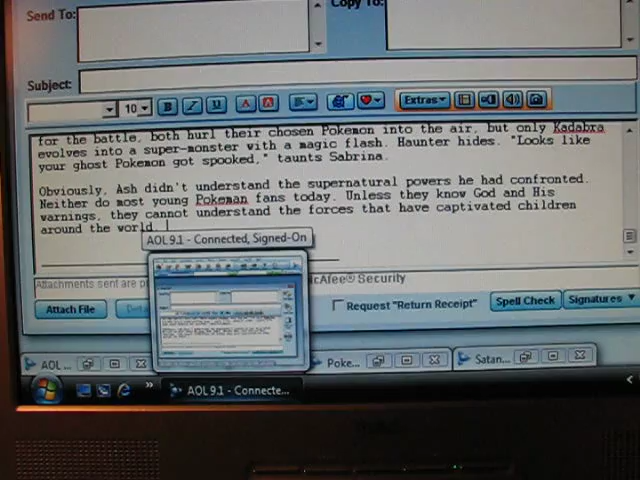 Send To:
Copy To:
Subject:
10
B I U A A
Extras
for the battle, both hurl their chosen Pokemon into the air, but only Kadabra
evolves into a super-monster with a magic flash. Haunter hides. "Looks like
your ghost Pokemon got spooked," taunts Sabrina.
Obviously, Ash didn't understand the supernatural powers he had confronted.
Neither do most young Pokeman fans today. Unless they know God and His
warnings, they cannot understand the forces that have captivated children
around the world.
AOL 9.1 - Connected, Signed-On
Attachments sent are pr
cAfee® Security
Attach File
Request "Return Receipt"
Spell Check
Signatures
AOL ...
Poke...
Satan...
»
AOL 9.1 - Connecte...